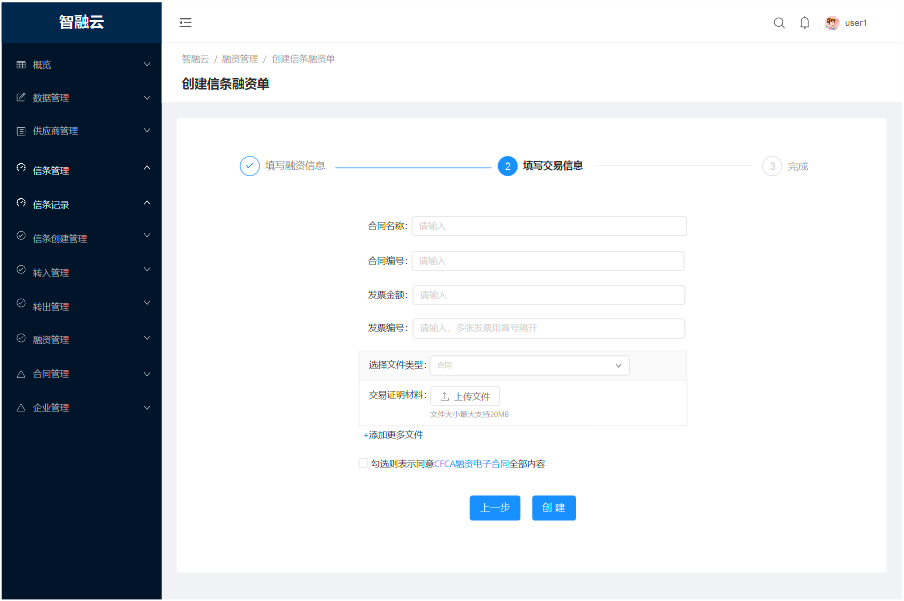 智融云
user1
概览
数据管理
供应商管理
信条管理
信条记录
信条创建管理
转入管理
转出管理
融资管理
合同管理
企业管理
智融云 / 融资管理 / 创建信条融资单
创建信条融资单
填写融资信息
2 填写交易信息
3 完成
合同名称: 请输入
合同编号: 请输入
发票金额: 请输入
发票编号: 请输入，多张发票用商号隔开
选择文件类型: 合同
交易证明材料: 上传文件
文件大小最大支持20MB
+添加更多文件
勾选则表示同意CFCA融资电子合同全部内容
上一步 创 建